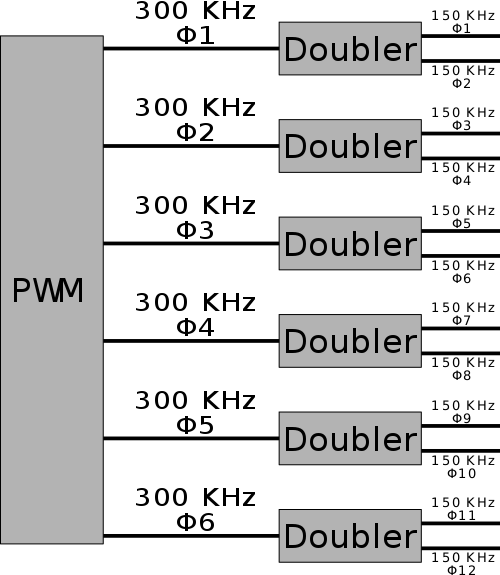 300 KHz
Φ1
Doubler
150 KHz
Φ1
150 KHz
Φ2
300 KHz
Φ2
Doubler
150 KHz
Φ3
150 KHz
Φ4
300 KHz
Φ3
Doubler
150 KHz
Φ5
150 KHz
Φ6
PWM
300 KHz
Φ4
Doubler
150 KHz
Φ7
150 KHz
Φ8
300 KHz
Φ5
Doubler
150 KHz
Φ9
150 KHz
Φ10
300 KHz
Φ6
Doubler
150 KHz
Φ11
150 KHz
Φ12